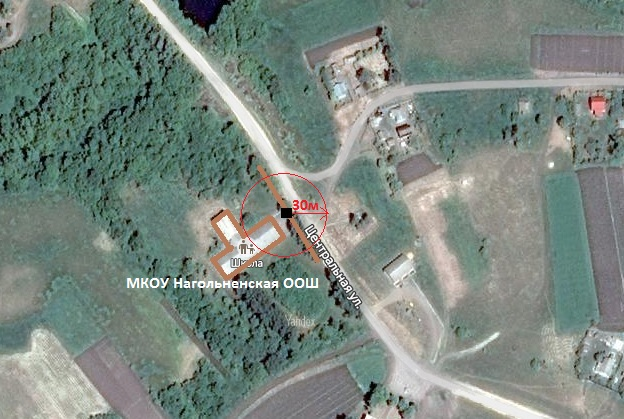 30м
Центральная ул.
Школа
МКОУ Нагольненская ООШ
Yandex